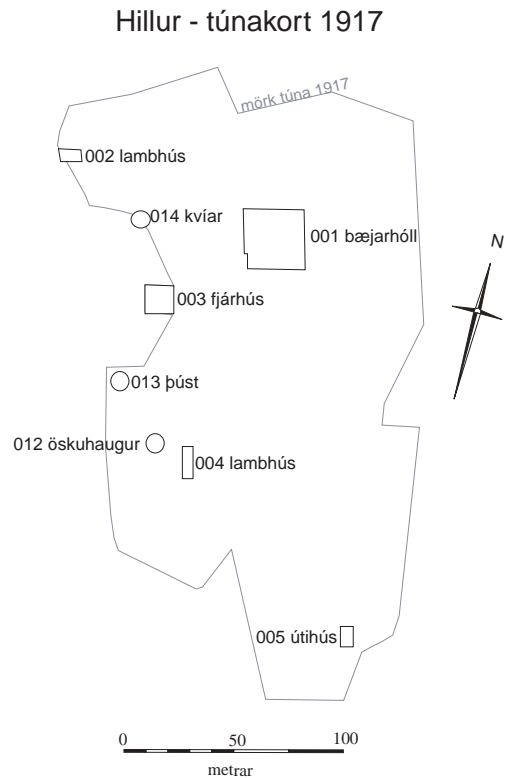 Hillur - túnakort 1917
mörk túna 1917
002 lambhús
014 kvíar
001 bæjarhóll
N
003 fjárhús
013 þúst
012 öskuhaugur
004 lambhús
005 útihús
0 50 100
metrar